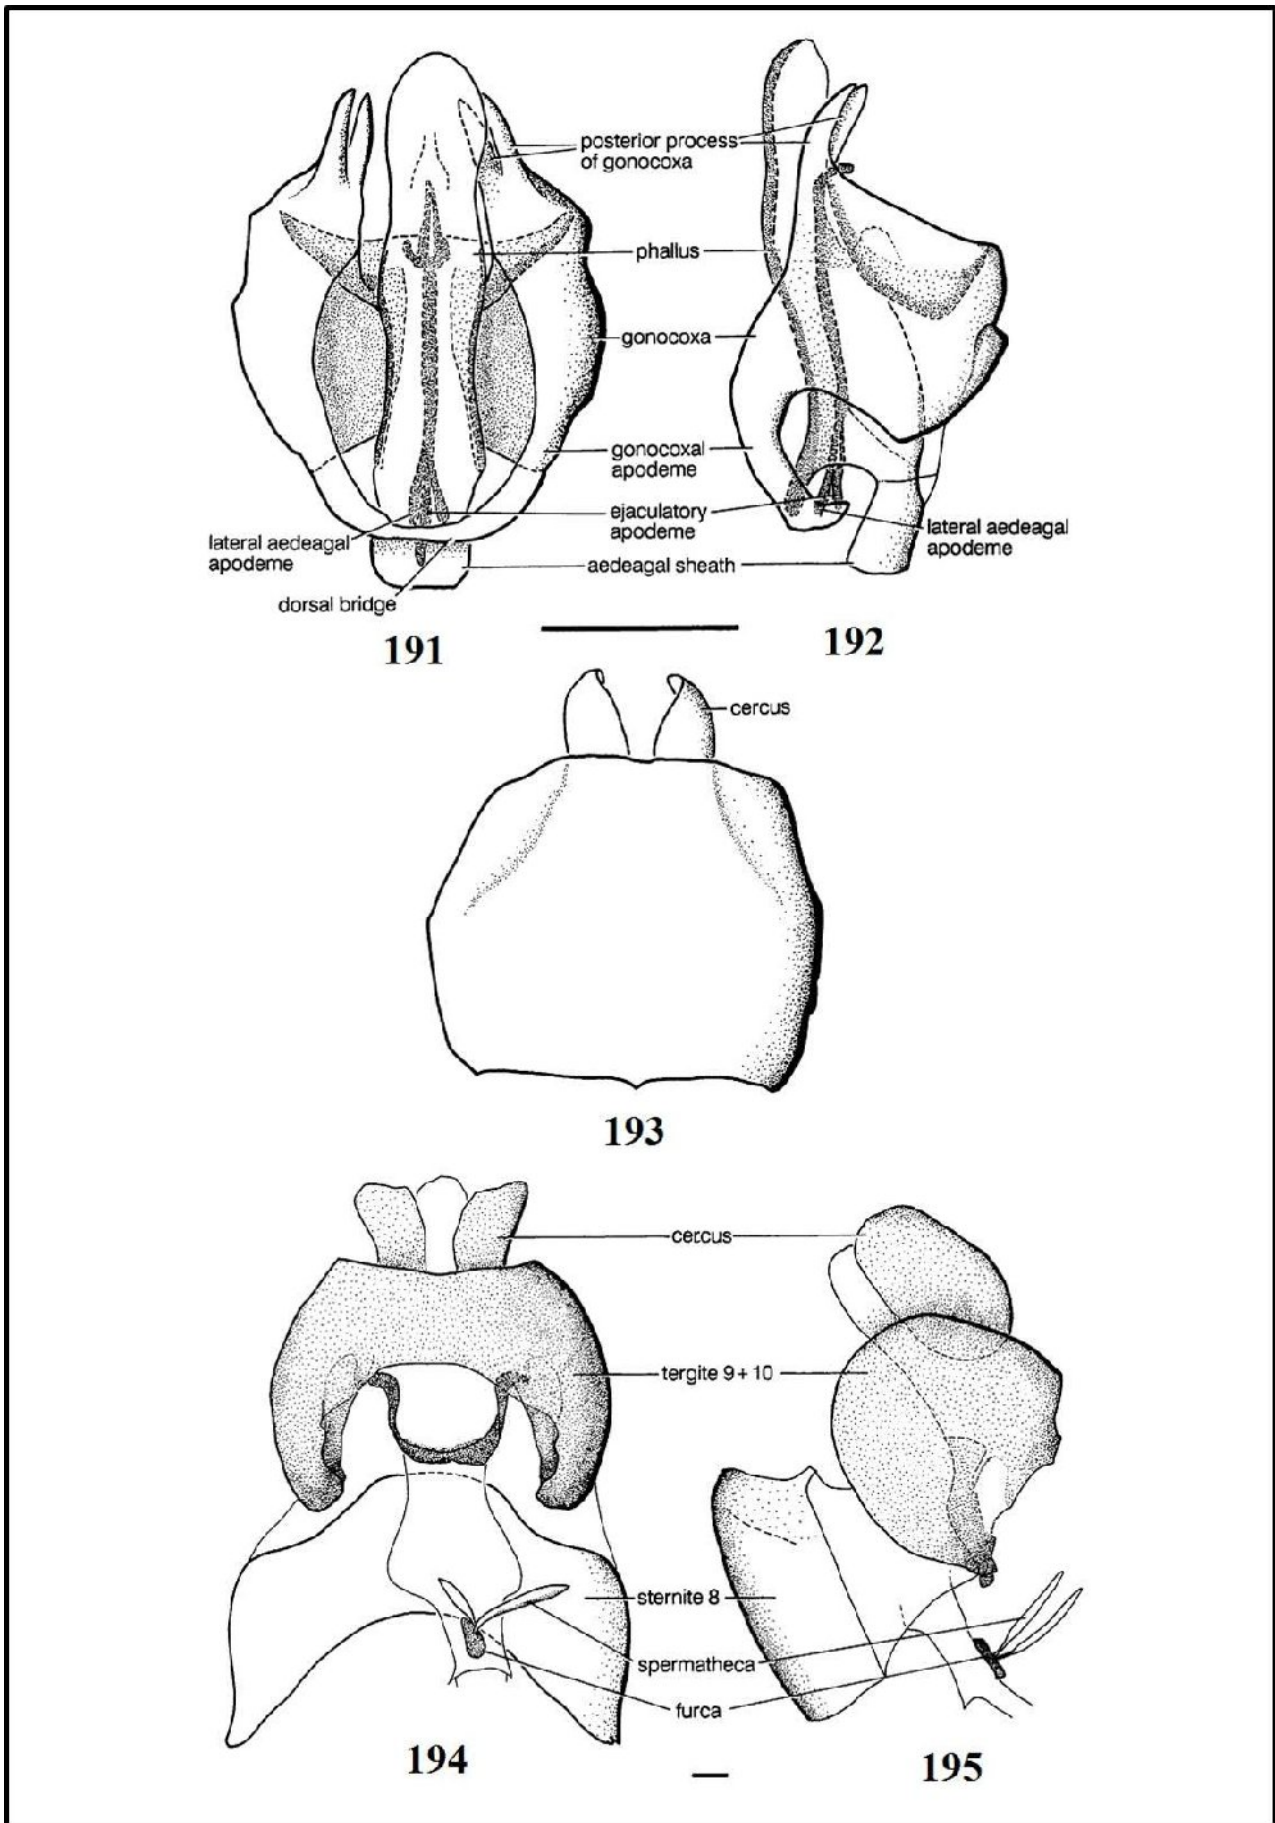 posterior process
of gonocoxa
phallus
gonocoxa
gonocoxal
apodeme
ejaculatory
apodeme
lateral aedeagal
apodeme
lateral aedeagal
apodeme
aedeagal sheath
dorsal bridge
191
192
cercus
193
cercus
tergite 9 + 10
sternite 8
spermatheca
furca
194
195